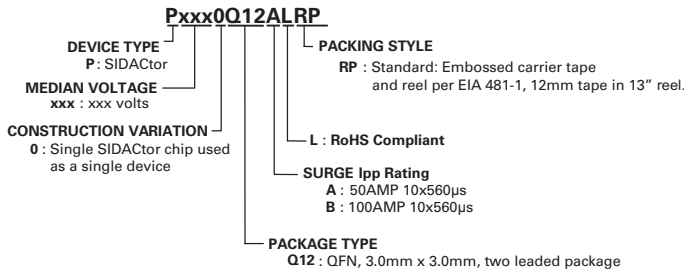 Pxxx0Q12ALRP
DEVICE TYPE
P : SIDACtor
MEDIAN VOLTAGE
xxx : xxx volts
CONSTRUCTION VARIATION
0 : Single SIDACtor chip used
as a single device
PACKING STYLE
RP : Standard: Embossed carrier tape
and reel per EIA 481-1, 12mm tape in 13” reel.
L : RoHS Compliant
SURGE Ipp Rating
A : 50AMP 10x560µs
B : 100AMP 10x560µs
PACKAGE TYPE
Q12 : QFN, 3.0mm x 3.0mm, two leaded package